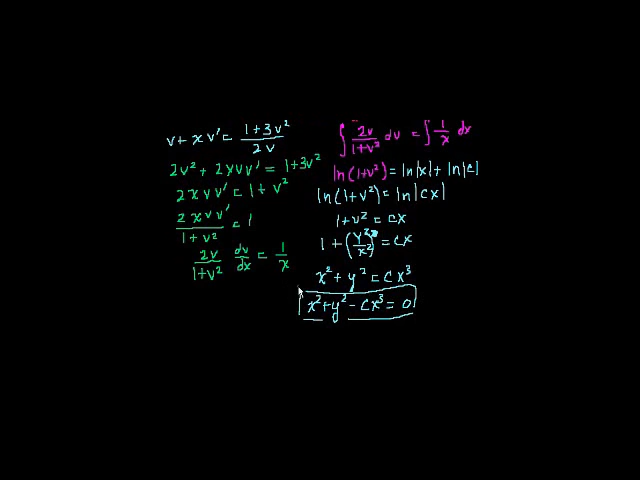 v + x v' = (1+3v²)/(2v)
2v² + 2xvv' = 1+3v²
2xvv' = 1 + v²
(2xvv')/(1+v²) = 1
(2v)/(1+v²) dv/dx = 1/x
∫ (2v)/(1+v²) dv = ∫ 1/x dx
ln(1+v²) = ln|x| + ln|c|
ln(1+v²) = ln|cx|
1+v² = cx
1 + (y²/x²) = cx
x² + y² = cx³
x² + y² - cx³ = 0